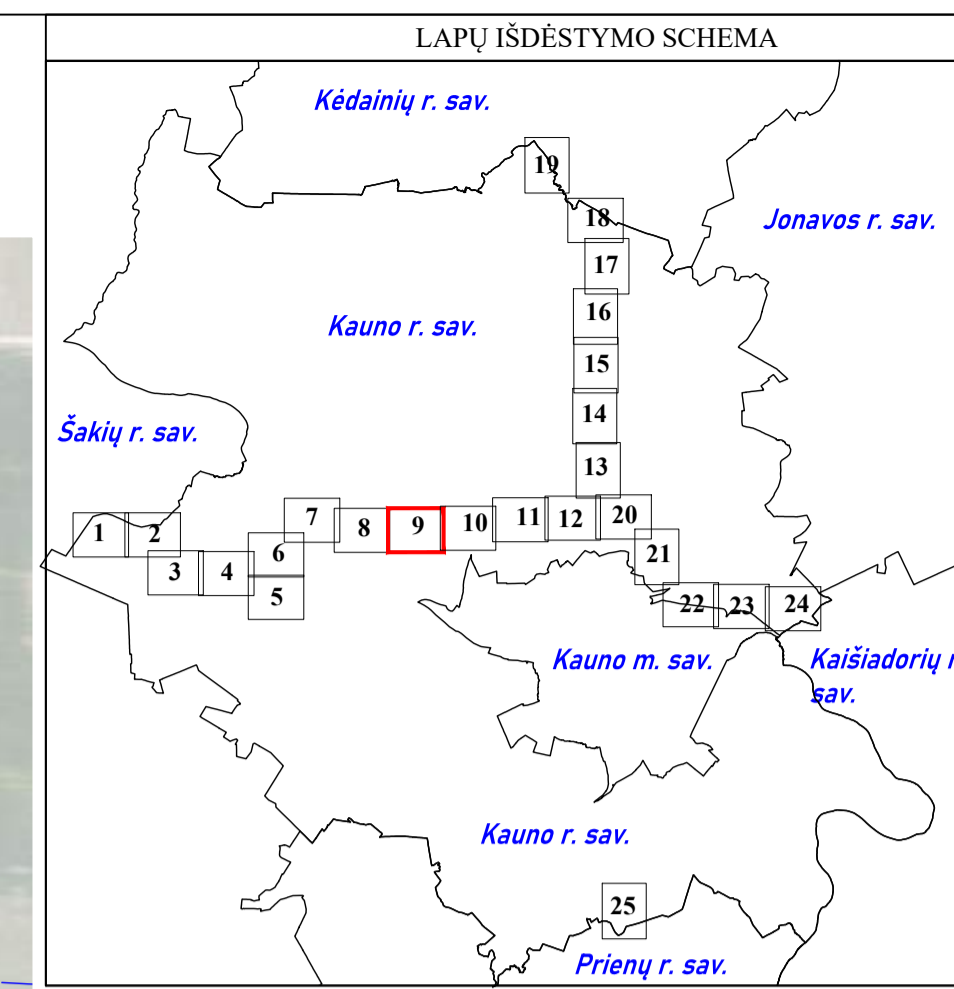 LAPŲ IŠDĖSTYMO SCHEMA
Kėdainių r. sav.
19
18
Jonavos r. sav.
17
16
Kauno r. sav.
15
14
Šakių r. sav.
13
7
8
9
10
11
12
20
1
2
6
21
3
4
5
22
23
24
Kauno m. sav.
Kaišiadorių
sav.
Kauno r. sav.
25
Prienų r. sav.